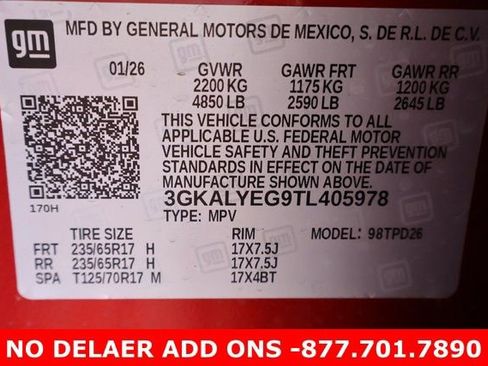 gm
MFD BY GENERAL MOTORS DE MEXICO, S. DE R.L. DE C.V.
01/26 GVWR GAWR FRT GAWR RR
2200 KG 1175 KG 1200 KG
4850 LB 2590 LB 2645 LB
THIS VEHICLE CONFORMS TO ALL
APPLICABLE U.S. FEDERAL MOTOR
VEHICLE SAFETY AND THEFT PREVENTION
STANDARDS IN EFFECT ON THE DATE OF
MANUFACTURE SHOWN ABOVE.
3GKALYEG9TL405978
170H TYPE: MPV
TIRE SIZE RIM MODEL: 98TPD26
FRT 235/65R17 H 17X7.5J
RR 235/65R17 H 17X7.5J
SPA T125/70R17 M 17X4BT
NO DELAER ADD ONS -877.701.7890